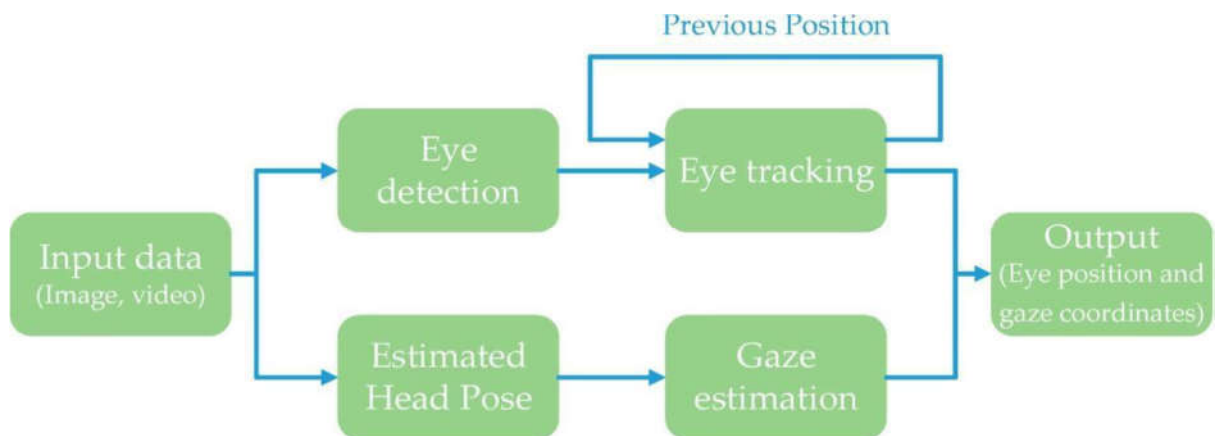 Previous Position
Eye
detection
Eye tracking
Input data
(Image, video)
Output
(Eye position and
gaze coordinates)
Estimated
Head Pose
Gaze
estimation